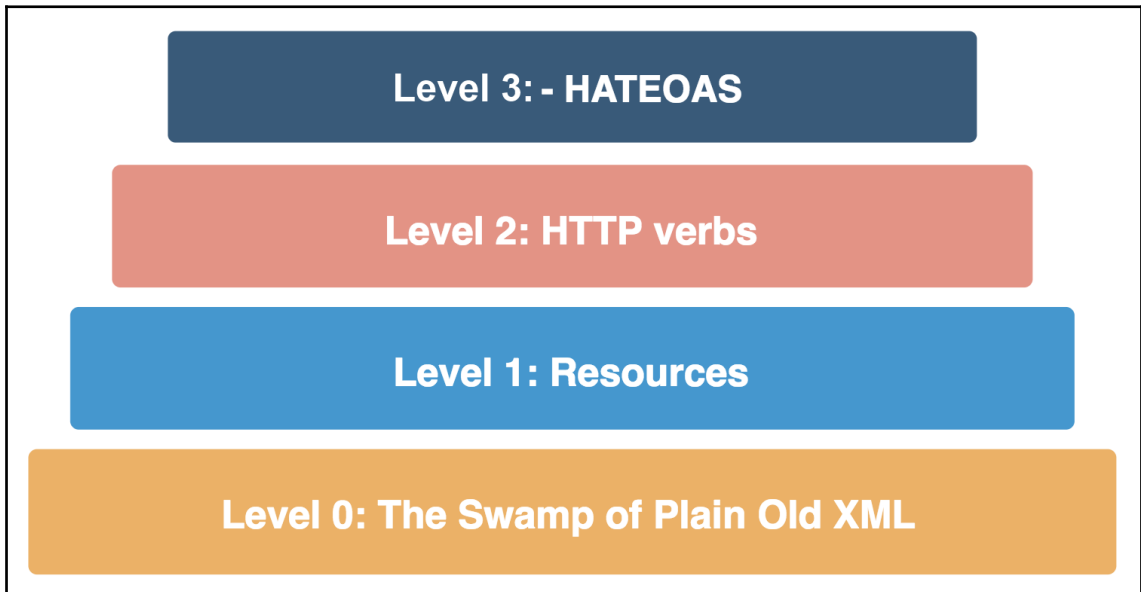 Level 3: - HATEOAS
Level 2: HTTP verbs
Level 1: Resources
Level 0: The Swamp of Plain Old XML